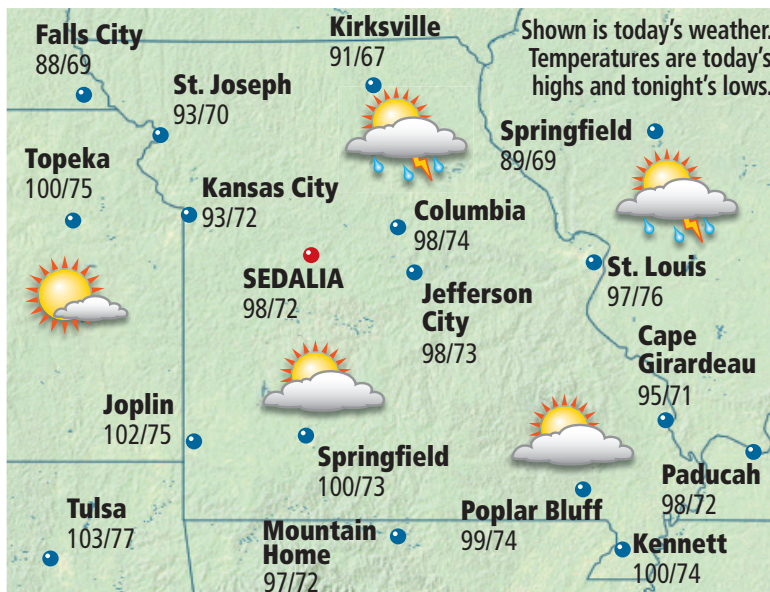 Shown is today's weather.
Temperatures are today's
highs and tonight's lows.
Falls City
88/69
Kirksville
91/67
St. Joseph
93/70
Springfield
89/69
Topeka
100/75
Kansas City
93/72
Columbia
98/74
SEDALIA
98/72
Jefferson
City
98/73
St. Louis
97/76
Cape
Girardeau
95/71
Joplin
102/75
Springfield
100/73
Paducah
98/72
Tulsa
103/77
Mountain
Home
97/72
Poplar Bluff
99/74
Kennett
100/74